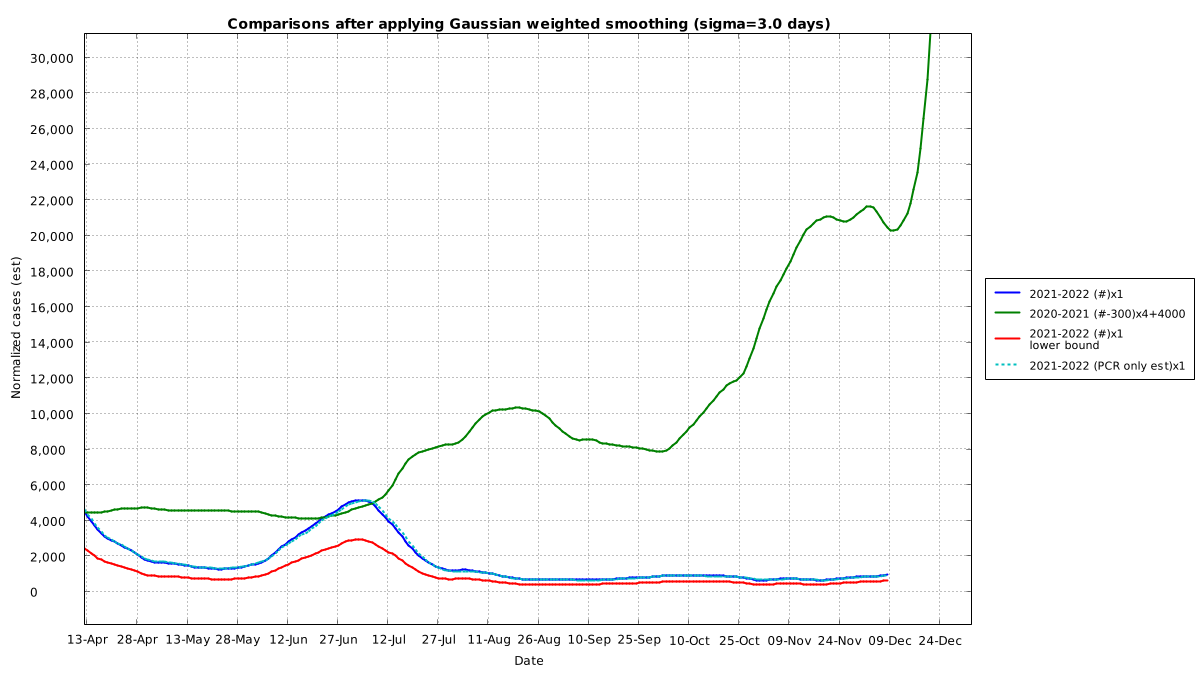 Comparisons after applying Gaussian weighted smoothing (sigma=3.0 days)
30,000
28,000
26,000
24,000
22,000
20,000
18,000
16,000
14,000
12,000
10,000
8,000
6,000
4,000
2,000
0
Normalized cases (est)
13-Apr 28-Apr 13-May 28-May 12-Jun 27-Jun 12-Jul 27-Jul 11-Aug 26-Aug 10-Sep 25-Sep 10-Oct 25-Oct 09-Nov 24-Nov 09-Dec 24-Dec
Date
2021-2022 (#)x1
2020-2021 (#-300)x4+4000
2021-2022 (#)x1
lower bound
2021-2022 (PCR only est)x1